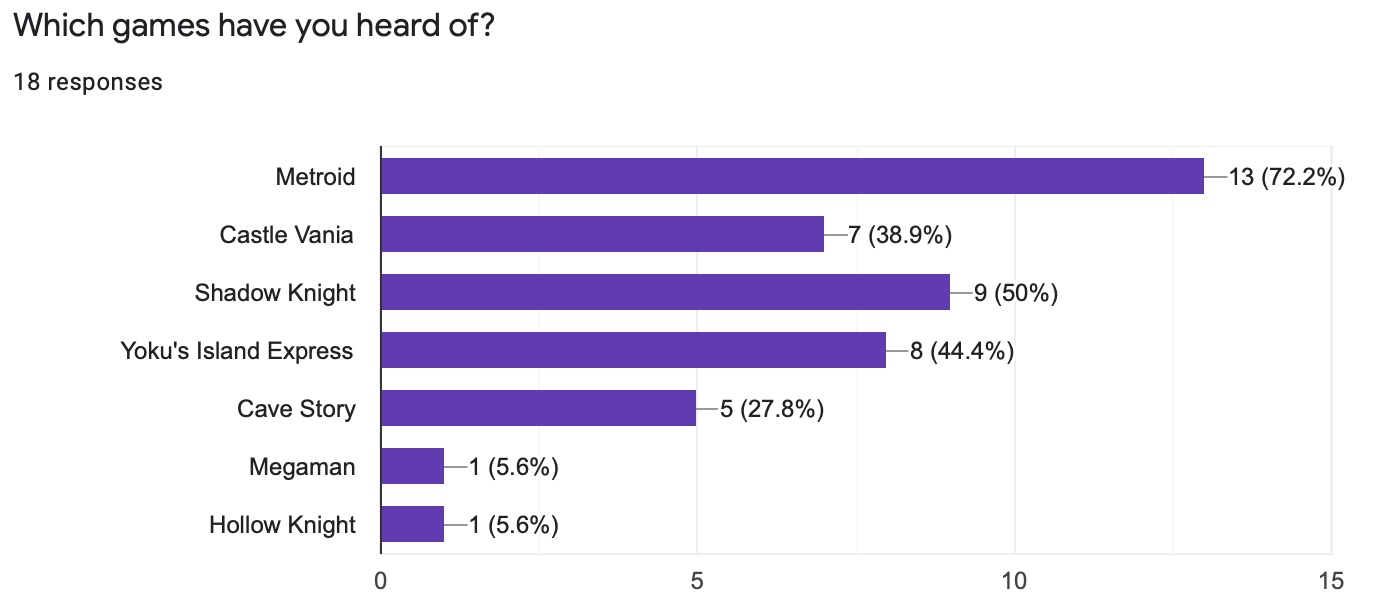 Which games have you heard of?
18 responses
Metroid 13 (72.2%)
Castle Vania 7 (38.9%)
Shadow Knight 9 (50%)
Yoku's Island Express 8 (44.4%)
Cave Story 5 (27.8%)
Megaman 1 (5.6%)
Hollow Knight 1 (5.6%)
0 5 10 15